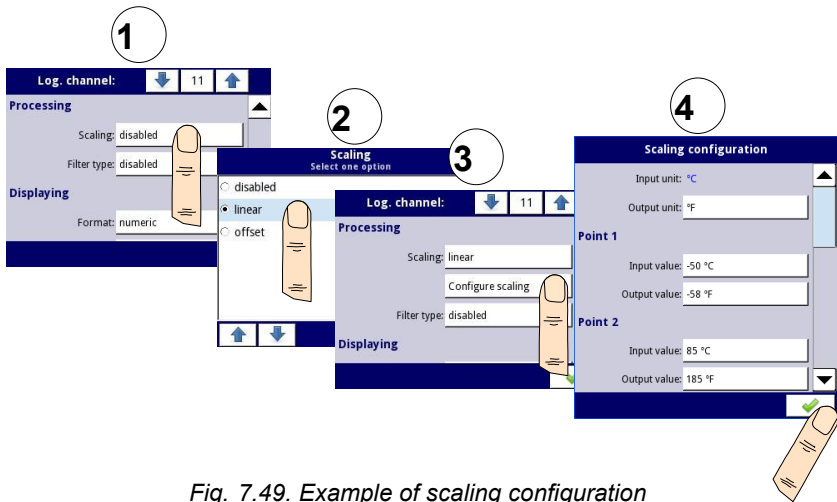 1
Log. channel: 11
Processing
Scaling: disabled
Filter type: disabled
Displaying
Format: numeric
2
Scaling
Select one option
disabled
linear
offset
3
Log. channel: 11
Processing
Scaling: linear
Configure scaling
Filter type: disabled
Displaying
4
Scaling configuration
Input unit: °C
Output unit: °F
Point 1
Input value: -50 °C
Output value: -58 °F
Point 2
Input value: 85 °C
Output value: 185 °F
Fig. 7.49. Example of scaling configuration